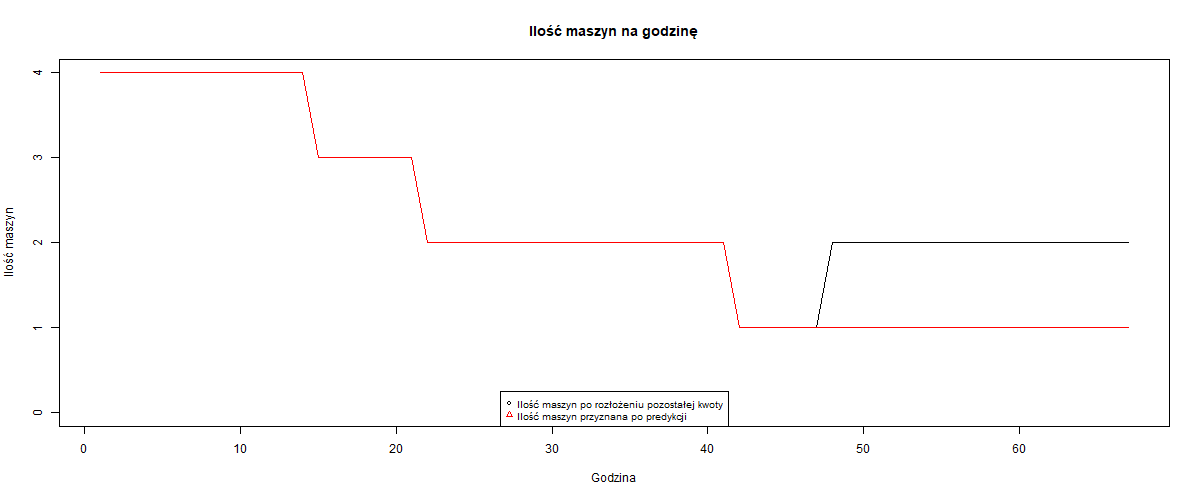 Ilość maszyn na godzinę
Ilość maszyn
4
3
2
1
0
Ilość maszyn po rozłożeniu pozostałej kwoty
Ilość maszyn przyznana po predykcji
0 10 20 30 40 50 60
Godzina